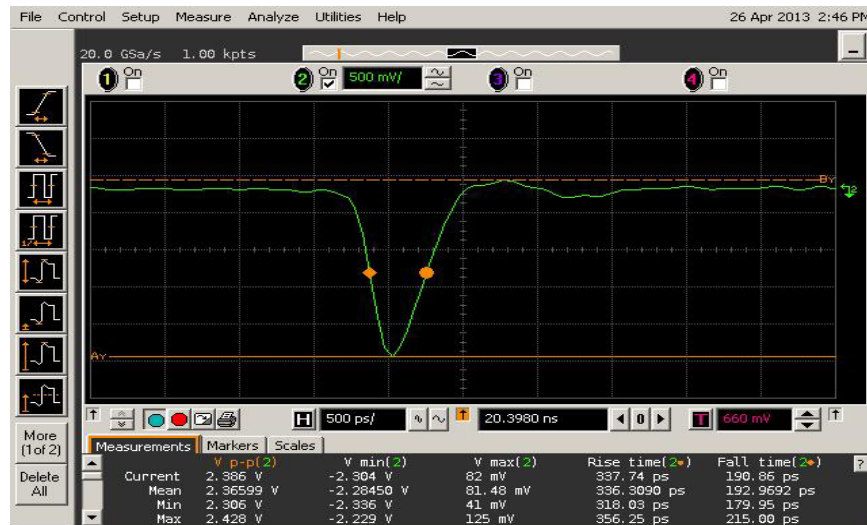 File Control Setup Measure Analyze Utilities Help 26 Apr 2013 2:46 PM
20.0 GSa/s 1.00 kpts
1 On 2 On 500 mV/ 3 On 4 On
By
2
Ay
More
(1of 2)
Delete
All
H 500 ps/ 20.3980 ns 0 T 660 mV
Measurements Markers Scales
V p-p(2) V min(2) V max(2) Rise time(2●) Fall time(2◆) ?
Current 2.386 V -2.304 V 82 mV 337.74 ps 190.86 ps
Mean 2.36599 V -2.28450 V 81.48 mV 336.3090 ps 192.9692 ps
Min 2.306 V -2.336 V 41 mV 318.03 ps 179.95 ps
Max 2.428 V -2.229 V 125 mV 356.25 ps 215.00 ps